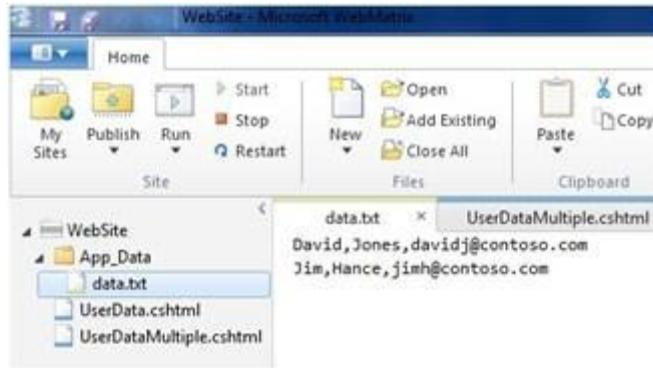 WebSite - Microsoft WebMatrix
Home
My Sites
Publish
Run
Start
Stop
Restart
Site
New
Open
Add Existing
Close All
Files
Paste
Cut
Copy
Clipboard
WebSite
App_Data
data.txt
UserData.cshtml
UserDataMultiple.cshtml
data.txt × UserDataMultiple.cshtml
David,Jones,davidj@contoso.com
Jim,Hance,jimh@contoso.com